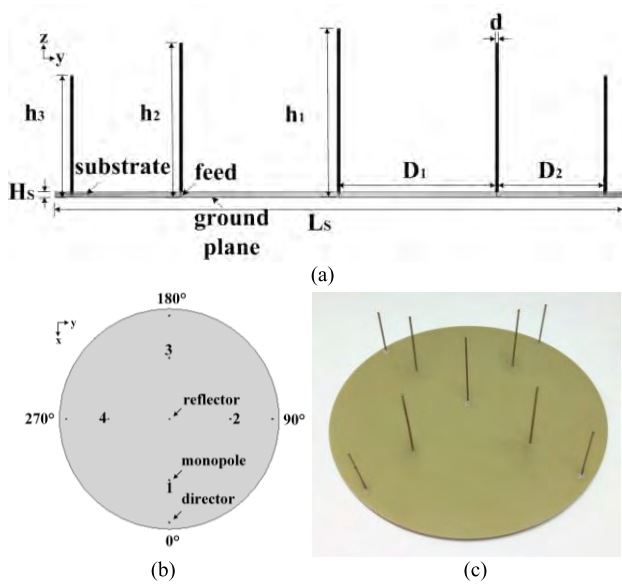 z
y
d
h3
h2
h1
substrate
feed
D1
D2
Hs
ground
plane
Ls
(a)
180°
y
x
3
reflector
270°
4
2
90°
monopole
1
director
0°
(b)
(c)